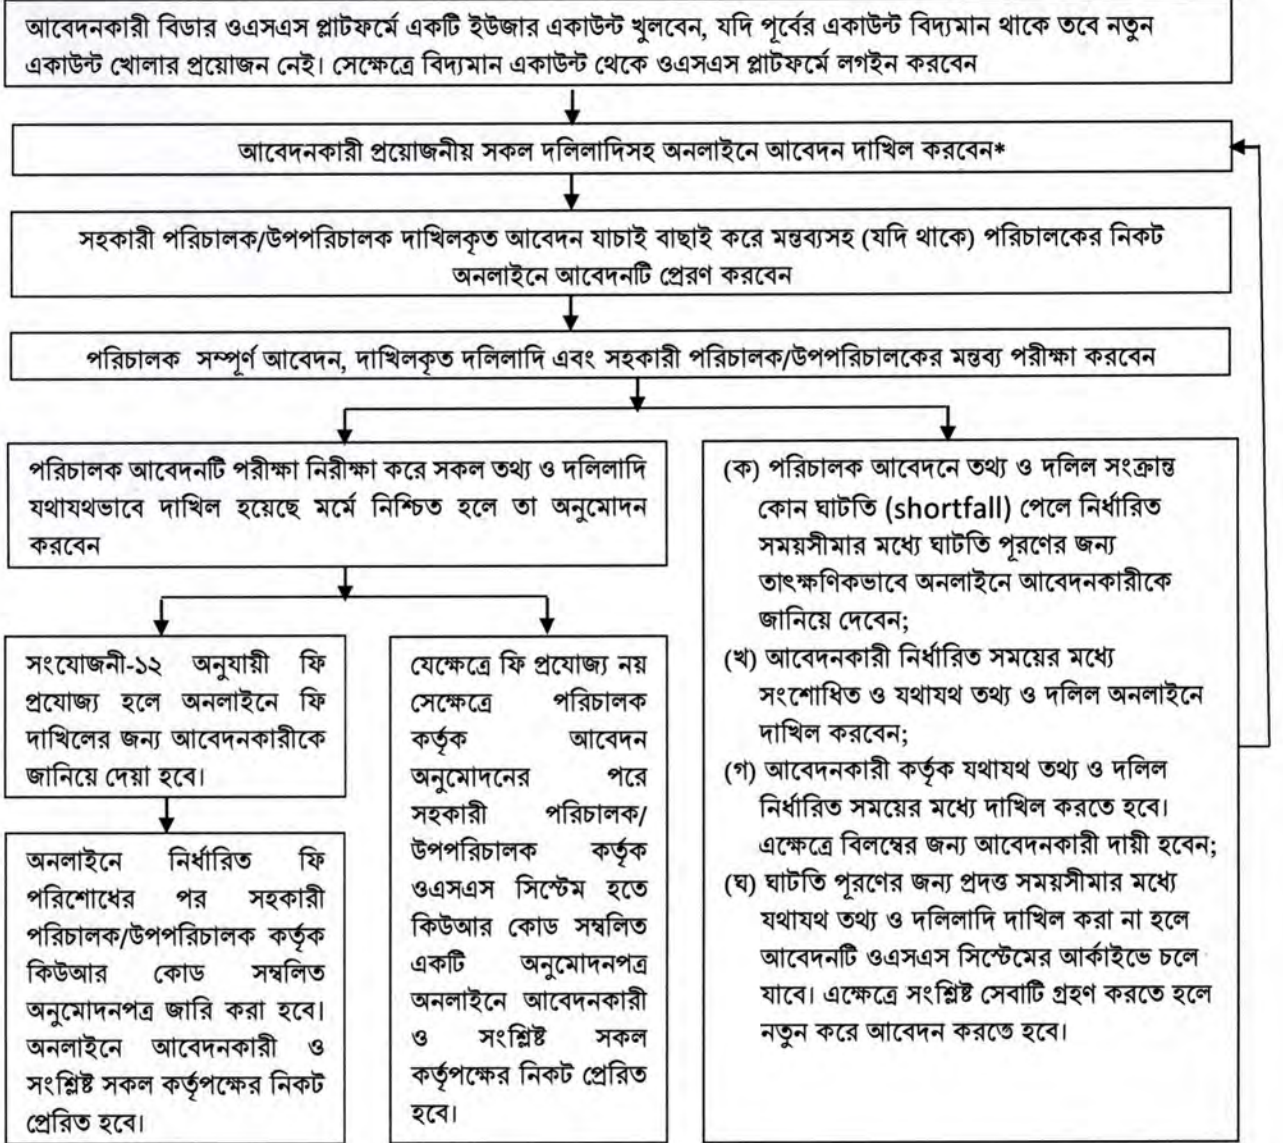 আবেদনকারী বিডার ওএসএস প্লাটফর্মে একটি ইউজার একাউন্ট খুলবেন, যদি পূর্বের একাউন্ট বিদ্যমান থাকে তবে নতুন
একাউন্ট খোলার প্রয়োজন নেই। সেক্ষেত্রে বিদ্যমান একাউন্ট থেকে ওএসএস প্লাটফর্মে লগইন করবেন
আবেদনকারী প্রয়োজনীয় সকল দলিলাদিসহ অনলাইনে আবেদন দাখিল করবেন*
সহকারী পরিচালক/উপপরিচালক দাখিলকৃত আবেদন যাচাই বাছাই করে মন্তব্যসহ (যদি থাকে) পরিচালকের নিকট
অনলাইনে আবেদনটি প্রেরণ করবেন
পরিচালক সম্পূর্ণ আবেদন, দাখিলকৃত দলিলাদি এবং সহকারী পরিচালক/উপপরিচালকের মন্তব্য পরীক্ষা করবেন
পরিচালক আবেদনটি পরীক্ষা নিরীক্ষা করে সকল তথ্য ও দলিলাদি
যথাযথভাবে দাখিল হয়েছে মর্মে নিশ্চিত হলে তা অনুমোদন
করবেন
সংযোজনী-১২ অনুযায়ী ফি
প্রযোজ্য হলে অনলাইনে ফি
দাখিলের জন্য আবেদনকারীকে
জানিয়ে দেয়া হবে।
অনলাইনে নির্ধারিত ফি
পরিশোধের পর সহকারী
পরিচালক/উপপরিচালক কর্তৃক
কিউআর কোড সম্বলিত
অনুমোদনপত্র জারি করা হবে।
অনলাইনে আবেদনকারী ও
সংশ্লিষ্ট সকল কর্তৃপক্ষের নিকট
প্রেরিত হবে।
যেক্ষেত্রে ফি প্রযোজ্য নয়
সেক্ষেত্রে পরিচালক
কর্তৃক আবেদন
অনুমোদনের পরে
সহকারী পরিচালক/
উপপরিচালক কর্তৃক
ওএসএস সিস্টেম হতে
কিউআর কোড সম্বলিত
একটি অনুমোদনপত্র
অনলাইনে আবেদনকারী
ও সংশ্লিষ্ট সকল
কর্তৃপক্ষের নিকট প্রেরিত
হবে।
(ক) পরিচালক আবেদনে তথ্য ও দলিল সংক্রান্ত
কোন ঘাটতি (shortfall) পেলে নির্ধারিত
সময়সীমার মধ্যে ঘাটতি পূরণের জন্য
তাৎক্ষণিকভাবে অনলাইনে আবেদনকারীকে
জানিয়ে দেবেন;
(খ) আবেদনকারী নির্ধারিত সময়ের মধ্যে
সংশোধিত ও যথাযথ তথ্য ও দলিল অনলাইনে
দাখিল করবেন;
(গ) আবেদনকারী কর্তৃক যথাযথ তথ্য ও দলিল
নির্ধারিত সময়ের মধ্যে দাখিল করতে হবে।
এক্ষেত্রে বিলম্বের জন্য আবেদনকারী দায়ী হবেন;
(ঘ) ঘাটতি পূরণের জন্য প্রদত্ত সময়সীমার মধ্যে
যথাযথ তথ্য ও দলিলাদি দাখিল করা না হলে
আবেদনটি ওএসএস সিস্টেমের আর্কাইভে চলে
যাবে। এক্ষেত্রে সংশ্লিষ্ট সেবাটি গ্রহণ করতে হলে
নতুন করে আবেদন করতে হবে।